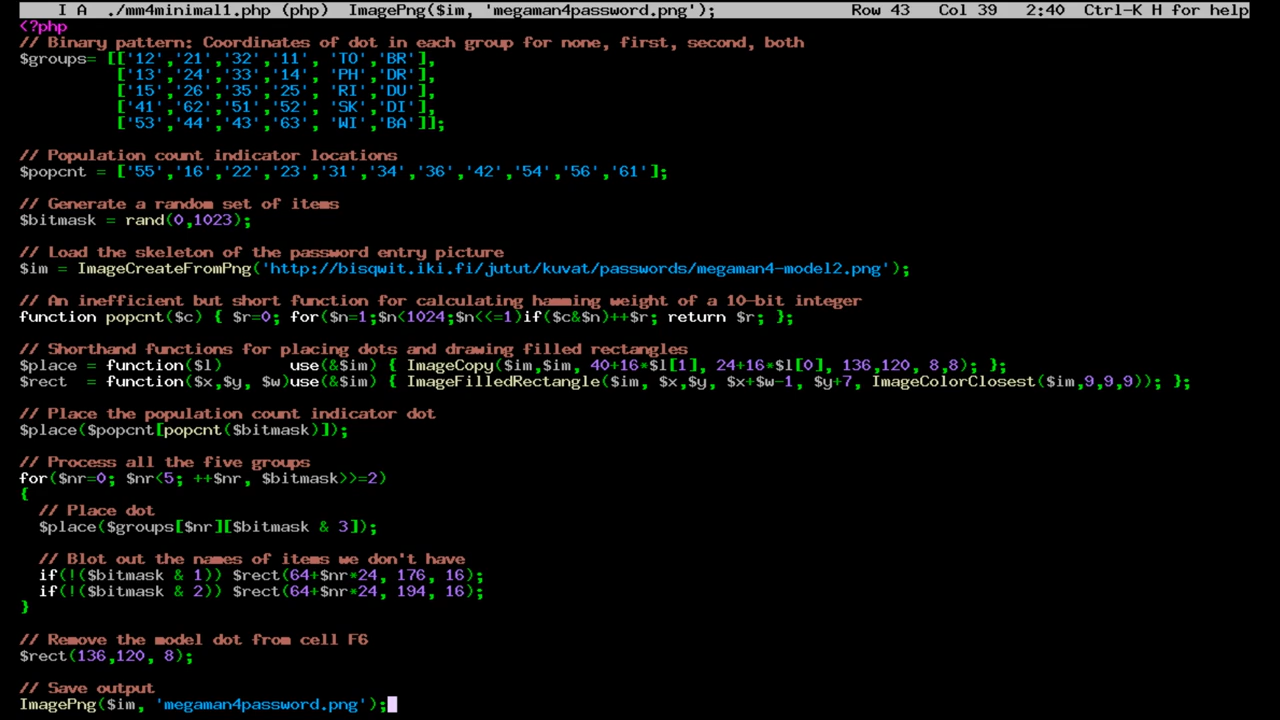 I A ./mm4minimal1.php (php) ImagePng($im, 'megaman4password.png'); Row 43 Col 39 2:40 Ctrl-K H for help
<?php
// Binary pattern: Coordinates of dot in each group for none, first, second, both
$groups= [['12','21','32','11', 'TO','BR'],
['13','24','33','14', 'PH','DR'],
['15','26','35','25', 'RI','DU'],
['41','62','51','52', 'SK','DI'],
['53','44','43','63', 'WI','BA']];
// Population count indicator locations
$popcnt = ['55','16','22','23','31','34','36','42','54','56','61'];
// Generate a random set of items
$bitmask = rand(0,1023);
// Load the skeleton of the password entry picture
$im = ImageCreateFromPng('http://bisqwit.iki.fi/jutut/kuvat/passwords/megaman4-model2.png');
// An inefficient but short function for calculating hamming weight of a 10-bit integer
function popcnt($c) { $r=0; for($n=1;$n<1024;$n<<=1)if($c&$n)++$r; return $r; };
// Shorthand functions for placing dots and drawing filled rectangles
$place = function($l) use(&$im) { ImageCopy($im,$im, 40+16*$l[1], 24+16*$l[0], 136,120, 8,8); };
$rect = function($x,$y, $w)use(&$im) { ImageFilledRectangle($im, $x,$y, $x+$w-1, $y+7, ImageColorClosest($im,9,9,9)); };
// Place the population count indicator dot
$place($popcnt[popcnt($bitmask)]);
// Process all the five groups
for($nr=0; $nr<5; ++$nr, $bitmask>>=2)
{
// Place dot
$place($groups[$nr][$bitmask & 3]);
// Blot out the names of items we don't have
if(!($bitmask & 1)) $rect(64+$nr*24, 176, 16);
if(!($bitmask & 2)) $rect(64+$nr*24, 194, 16);
}
// Remove the model dot from cell F6
$rect(136,120, 8);
// Save output
ImagePng($im, 'megaman4password.png');